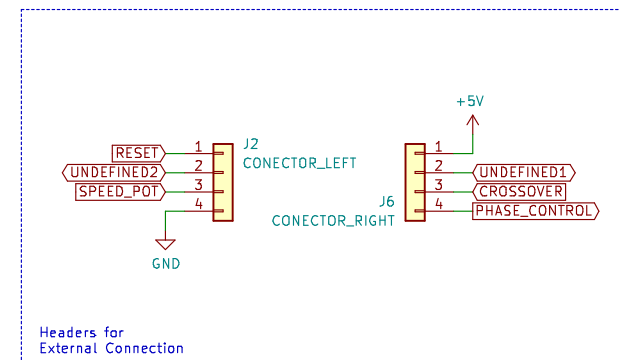 +5V
RESET 1 J2 1
UNDEFINED2 2 CONECTOR_LEFT 2 UNDEFINED1
SPEED_POT 3 3 CROSSOVER
4 J6 4 PHASE_CONTROL
CONECTOR_RIGHT
GND
Headers for
External Connection